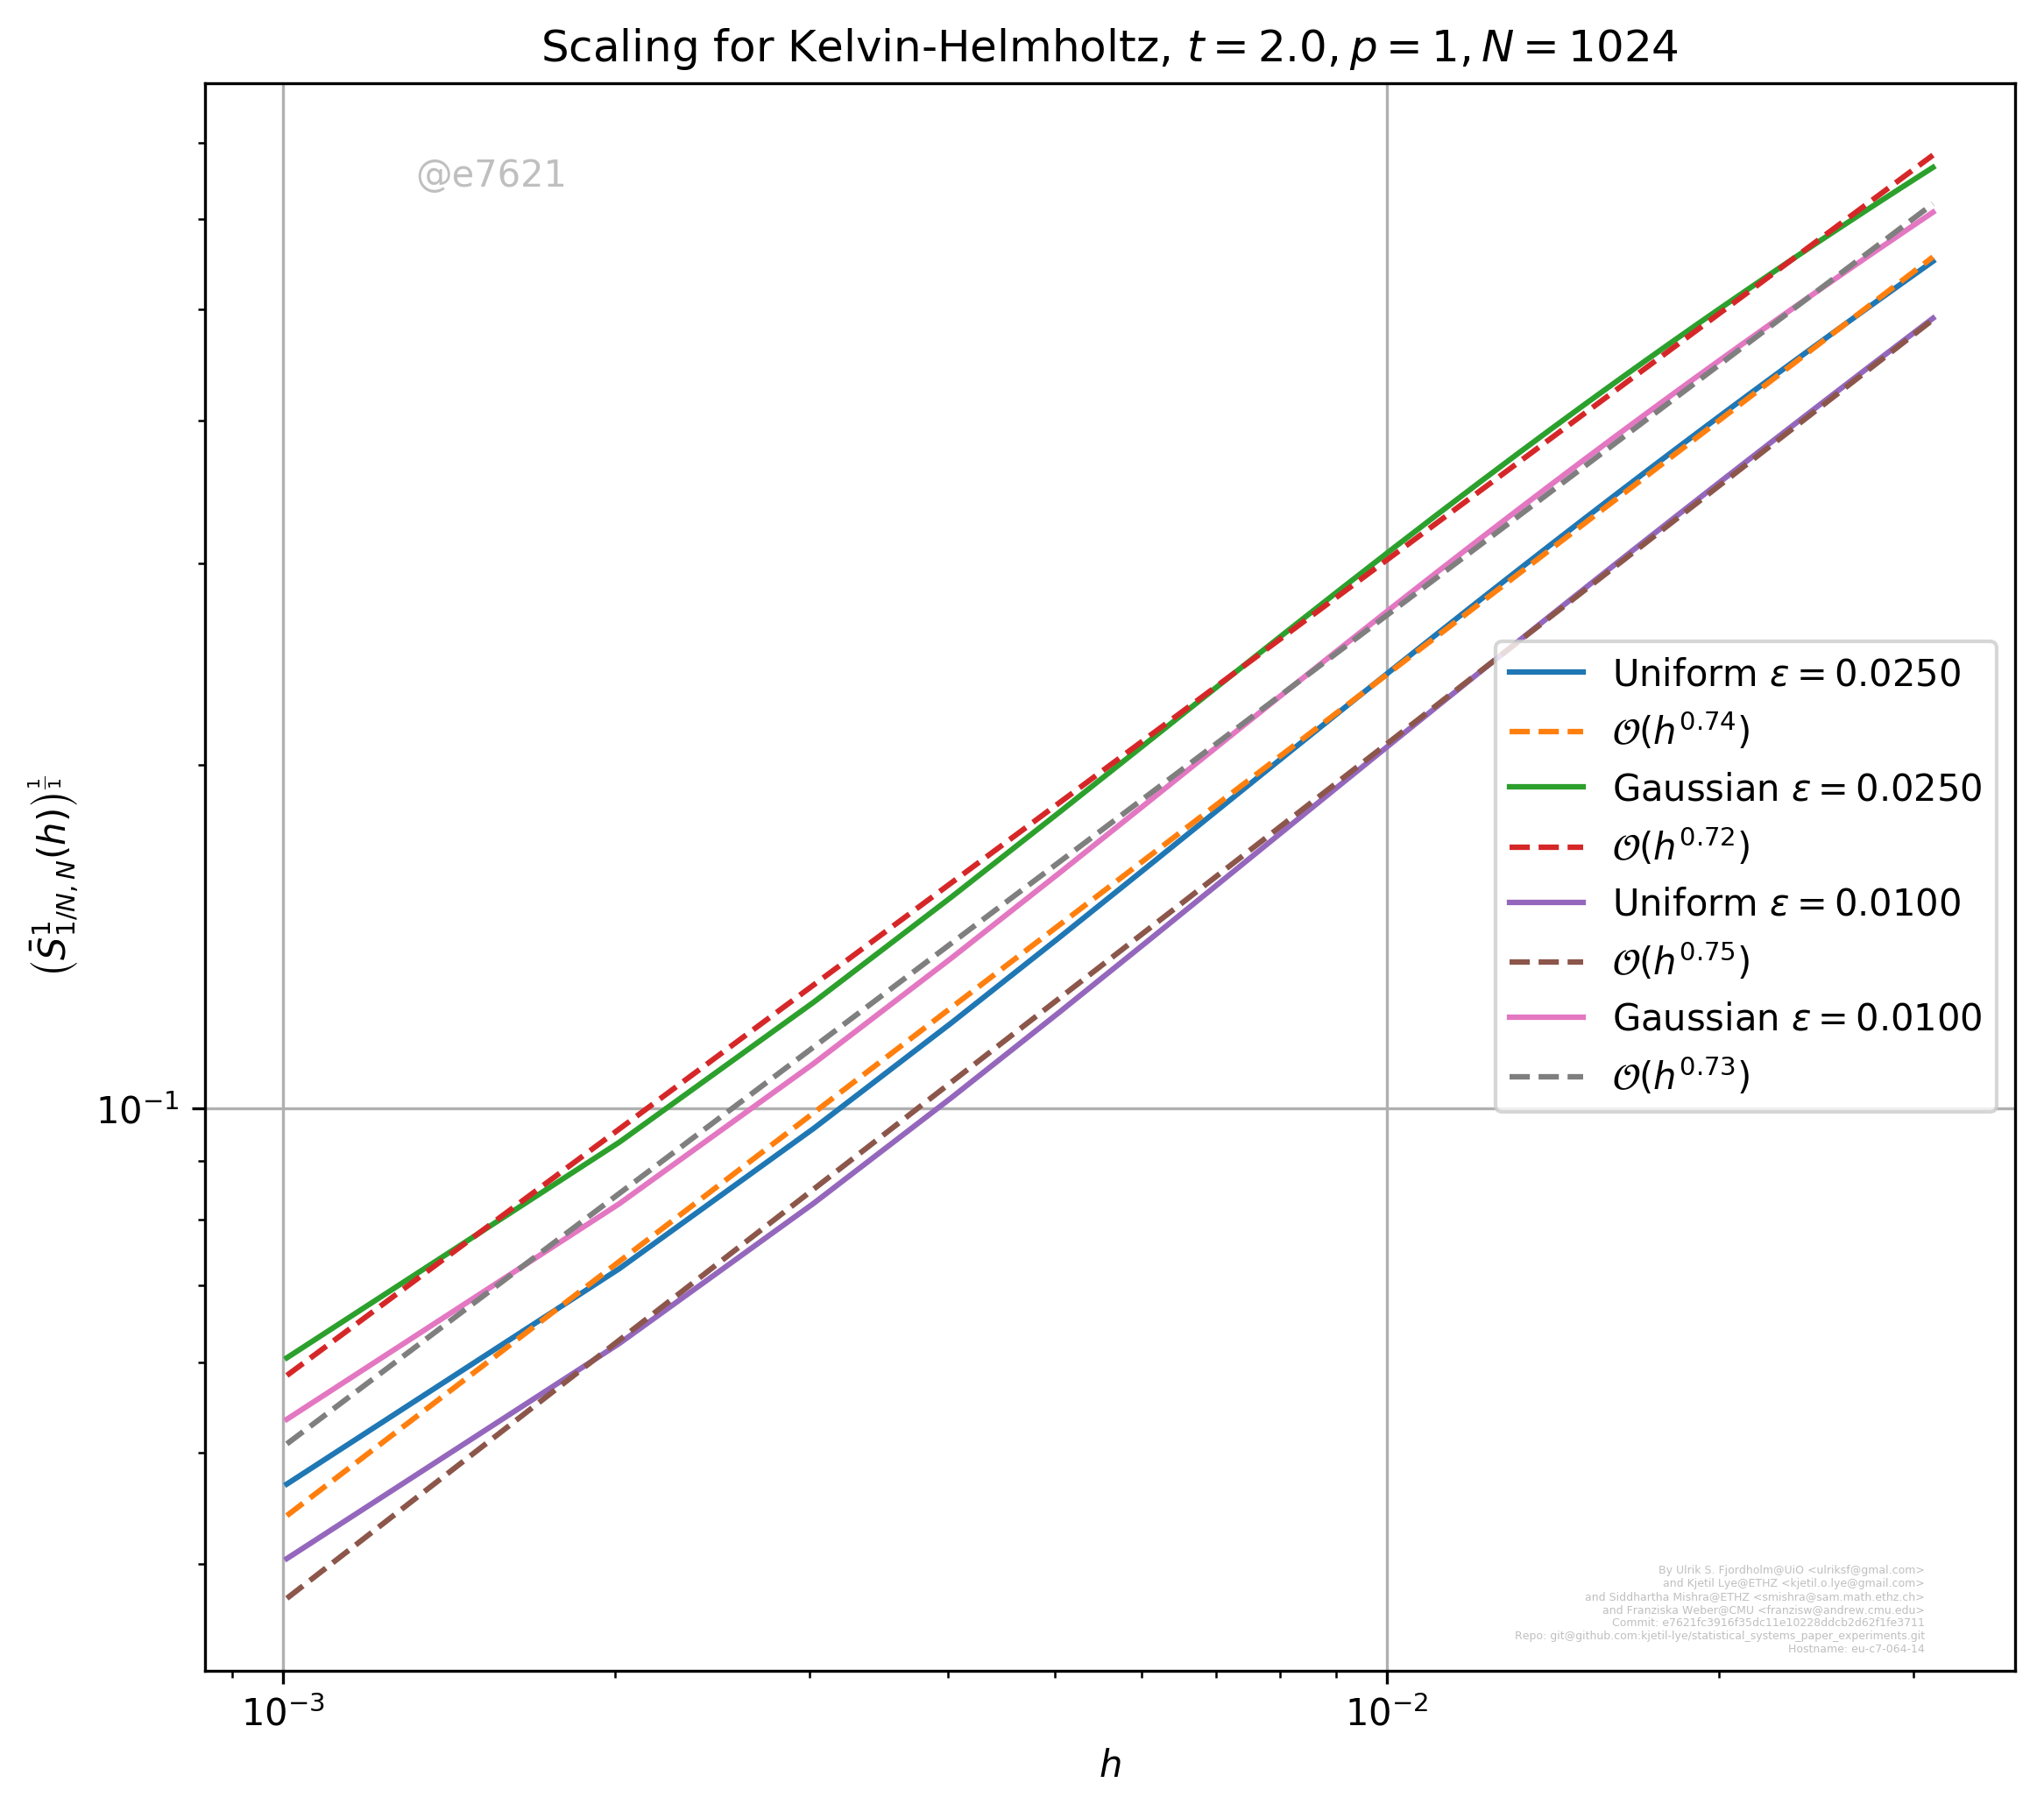 Scaling for Kelvin-Helmholtz, t = 2.0, p = 1, N = 1024
@e7621
(S̄¹_{1/N, N}(h))^{1/1}
10⁻¹
Uniform ε = 0.0250
𝒪(h^{0.74})
Gaussian ε = 0.0250
𝒪(h^{0.72})
Uniform ε = 0.0100
𝒪(h^{0.75})
Gaussian ε = 0.0100
𝒪(h^{0.73})
By Ulrik S. Fjordholm@UiO <ulriksf@gmal.com>
and Kjetil Lye@ETHZ <kjetil.o.lye@gmail.com>
and Siddhartha Mishra@ETHZ <smishra@sam.math.ethz.ch>
and Franziska Weber@CMU <franzisw@andrew.cmu.edu>
Commit: e7621fc3916f35dc11e10228ddcb2d62f1fe3711
Repo: git@github.com:kjetil-lye/statistical_systems_paper_experiments.git
Hostname: eu-c7-064-14
10⁻³
10⁻²
h